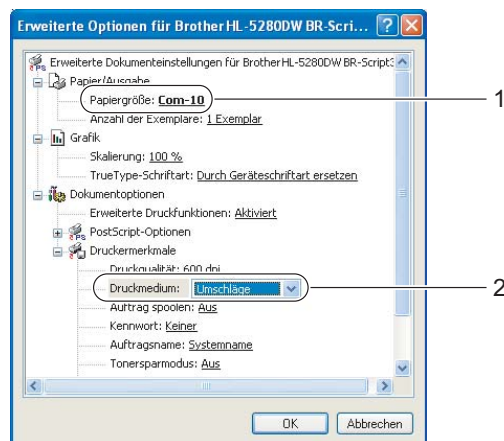 Erweiterte Optionen für Brother HL-5280DW BR-Scri...
Erweiterte Dokumenteinstellungen für Brother HL-5280DW BR-Script3
Papier/Ausgabe
Papiergröße: Com-10
1
Anzahl der Exemplare: 1 Exemplar
Grafik
Skalierung: 100 %
TrueType-Schriftart: Durch Geräteschriftart ersetzen
Dokumentoptionen
Erweiterte Druckfunktionen: Aktiviert
PostScript-Optionen
Druckermerkmale
Druckqualität: 600 dpi
Druckmedium: Umschläge
2
Auftrag spoolen: Aus
Kennwort: Keiner
Auftragsname: Systemname
Tonersparmodus: Aus
OK Abbrechen